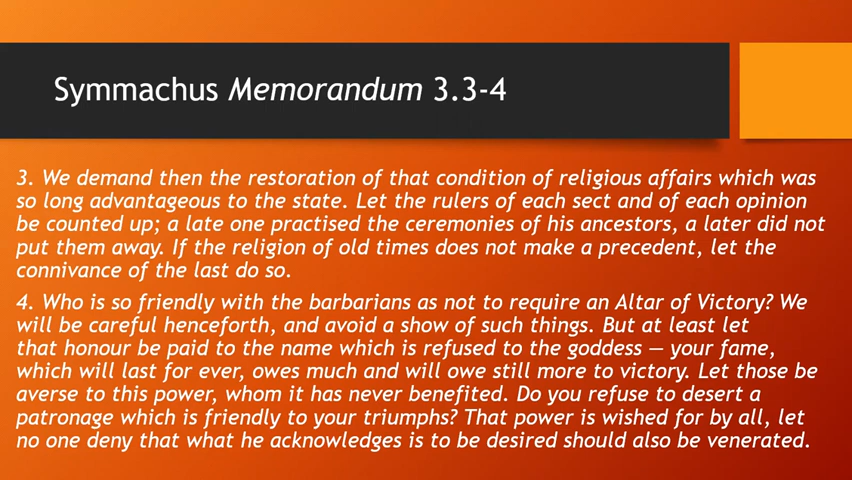 Symmachus Memorandum 3.3-4
3. We demand then the restoration of that condition of religious affairs which was
so long advantageous to the state. Let the rulers of each sect and of each opinion
be counted up; a late one practised the ceremonies of his ancestors, a later did not
put them away. If the religion of old times does not make a precedent, let the
connivance of the last do so.
4. Who is so friendly with the barbarians as not to require an Altar of Victory? We
will be careful henceforth, and avoid a show of such things. But at least let
that honour be paid to the name which is refused to the goddess — your fame,
which will last for ever, owes much and will owe still more to victory. Let those be
averse to this power, whom it has never benefited. Do you refuse to desert a
patronage which is friendly to your triumphs? That power is wished for by all, let
no one deny that what he acknowledges is to be desired should also be venerated.